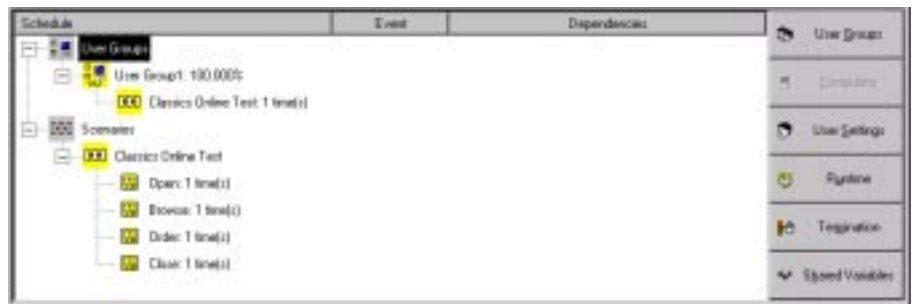 Schedule Event Dependencies
User Groups
User Group1: 100.000%
Classics Online Test: 1 time(s)
Scenarios
Classics Online Test
Open: 1 time(s)
Browse: 1 time(s)
Order: 1 time(s)
Close: 1 time(s)
User Groups
Computers
User Settings
Runtime
Termination
Shared Variables